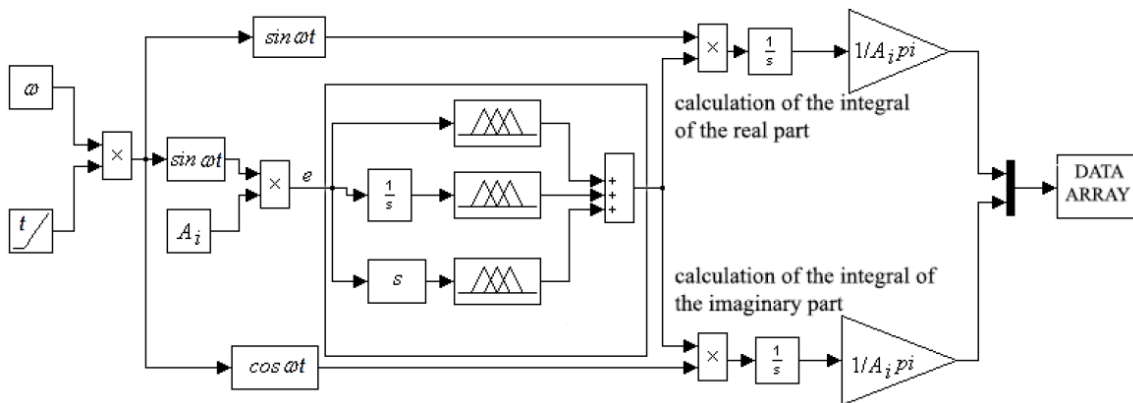 sin ωt
×
1/s
1/A_i pi
ω
calculation of the integral
of the real part
×
sin ωt
×
e
1/s
+
+
+
DATA
ARRAY
t
A_i
s
calculation of the integral of
the imaginary part
cos ωt
×
1/s
1/A_i pi